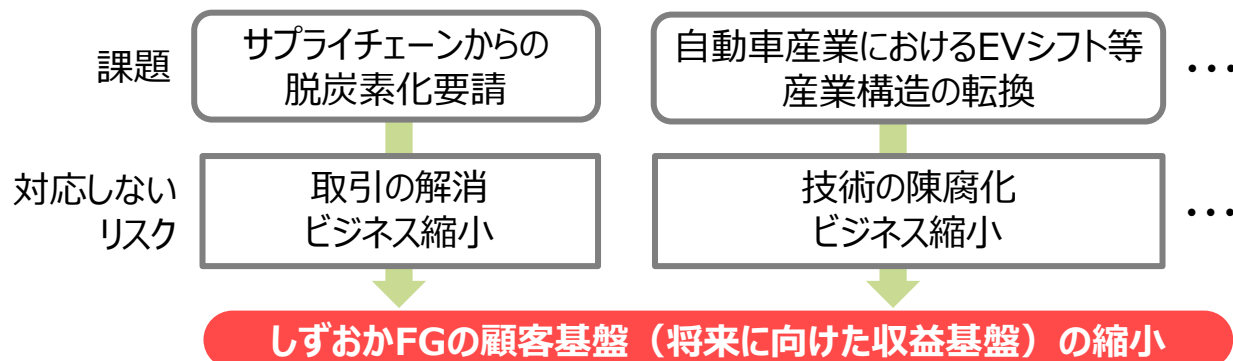 課題
サプライチェーンからの
脱炭素化要請
自動車産業におけるEVシフト等
産業構造の転換
…
対応しない
リスク
取引の解消
ビジネス縮小
技術の陳腐化
ビジネス縮小
…
しずおかFGの顧客基盤（将来に向けた収益基盤）の縮小